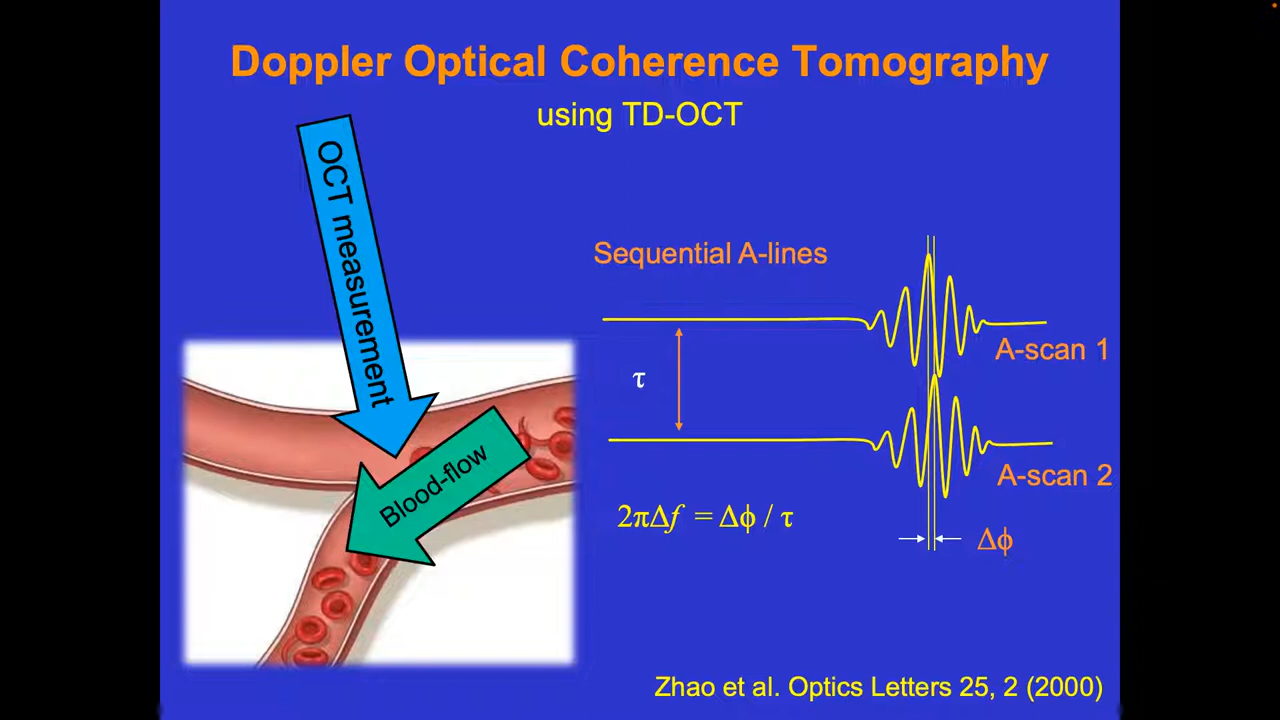 Doppler Optical Coherence Tomography
using TD-OCT
OCT measurement
Sequential A-lines
A-scan 1
τ
Blood-flow
A-scan 2
2πΔf = Δϕ / τ
Δϕ
Zhao et al. Optics Letters 25, 2 (2000)